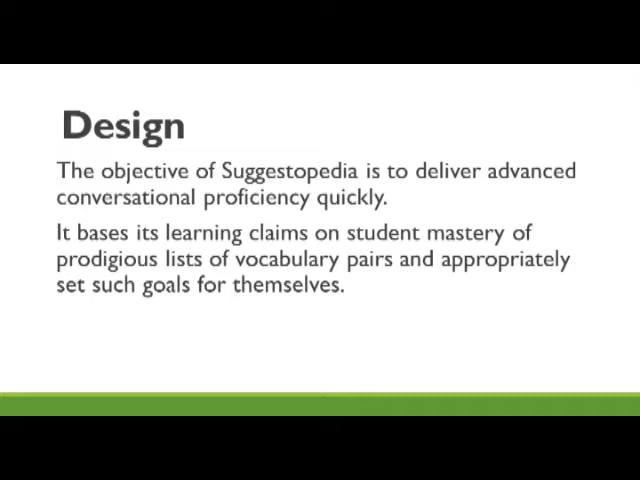 Design
The objective of Suggestopedia is to deliver advanced
conversational proficiency quickly.
It bases its learning claims on student mastery of
prodigious lists of vocabulary pairs and appropriately
set such goals for themselves.